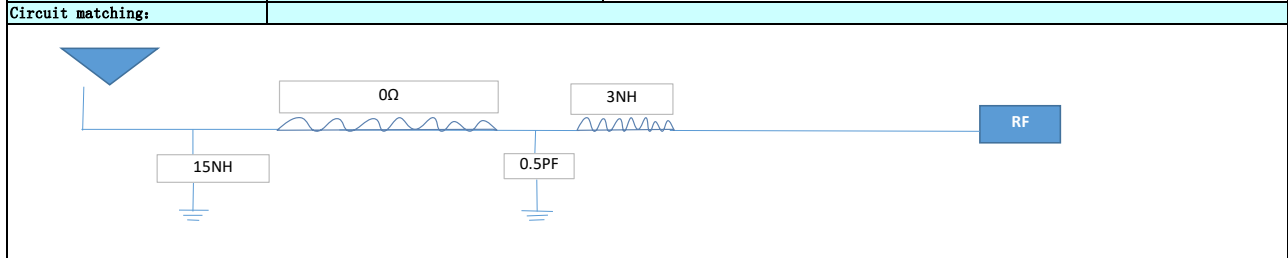 Circuit matching:
0Ω
3NH
RF
15NH
0.5PF